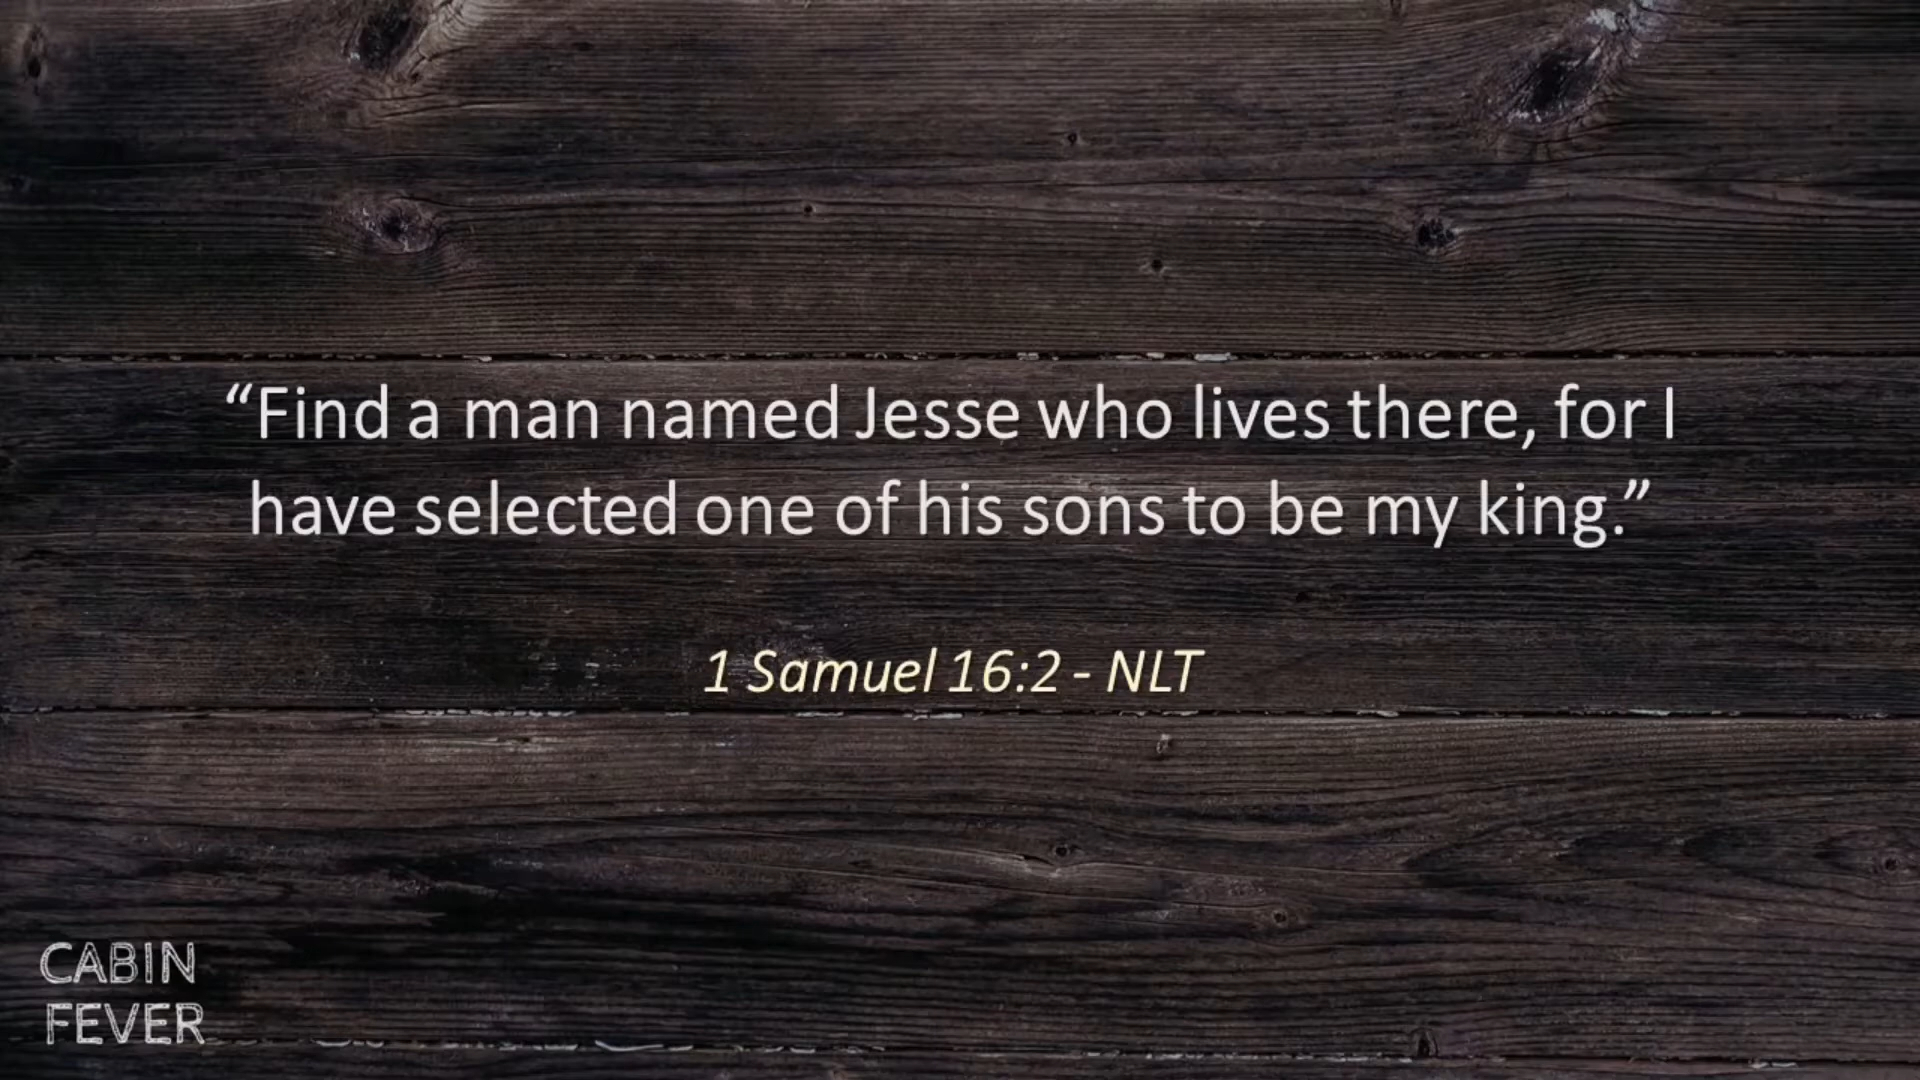 “Find a man named Jesse who lives there, for I
have selected one of his sons to be my king.”
1 Samuel 16:2 - NLT
CABIN
FEVER